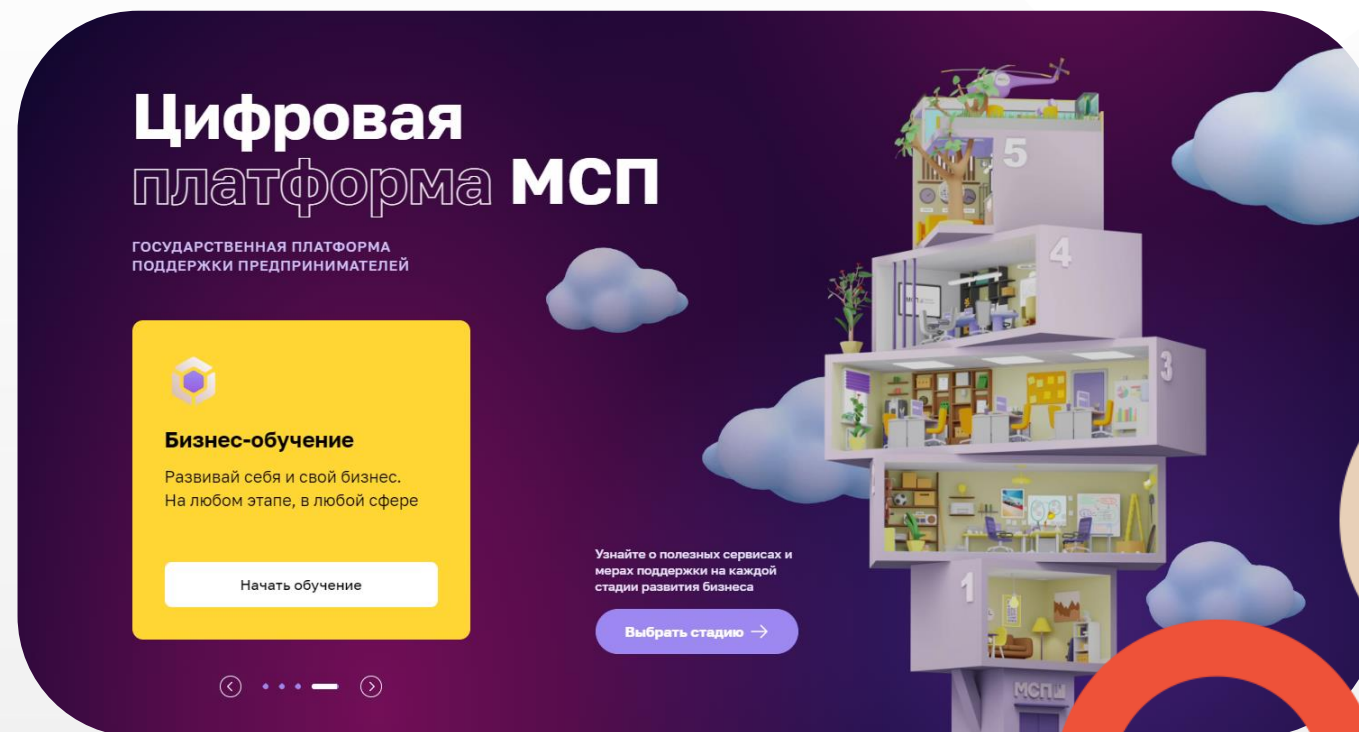 Цифровая
платформа МСП
ГОСУДАРСТВЕННАЯ ПЛАТФОРМА
ПОДДЕРЖКИ ПРЕДПРИНИМАТЕЛЕЙ
Бизнес-обучение
Развивай себя и свой бизнес.
На любом этапе, в любой сфере
Начать обучение
Узнайте о полезных сервисах и
мерах поддержки на каждой
стадии развития бизнеса
Выбрать стадию
5
4
3
1
МСП